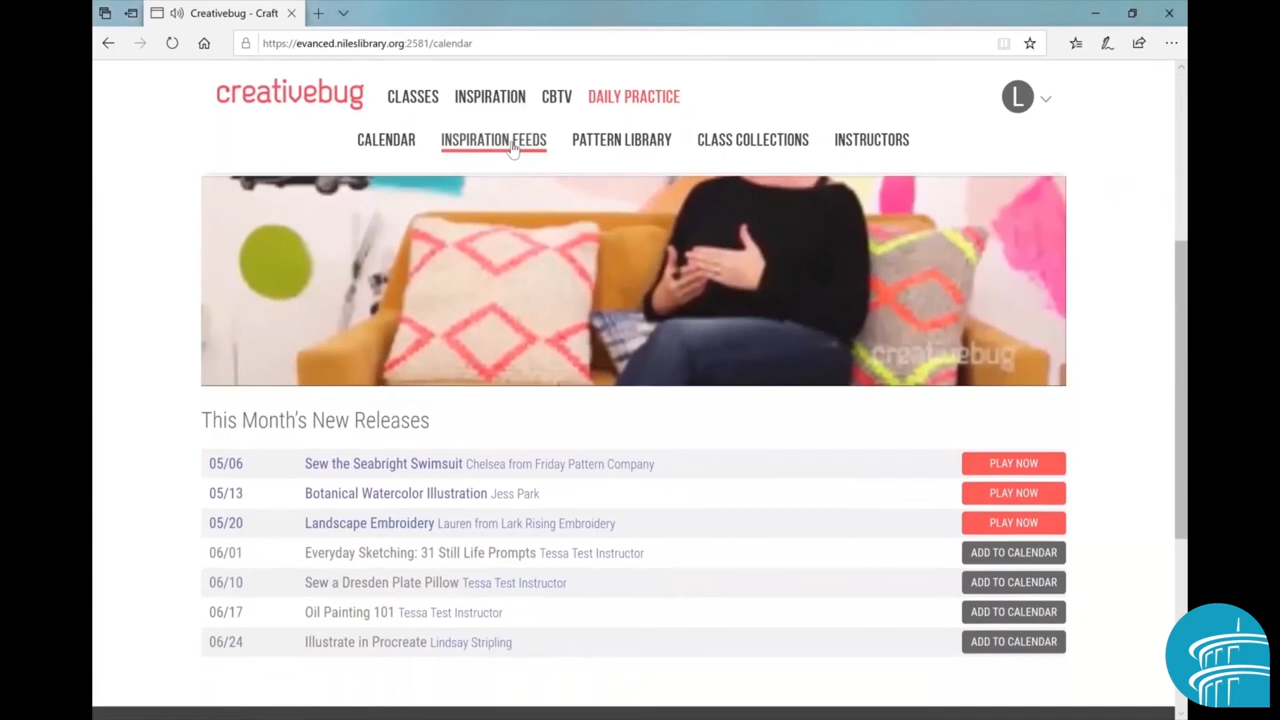 Creativebug - Craft
https://evanced.nileslibrary.org:2581/calendar
creativebug CLASSES INSPIRATION CBTV DAILY PRACTICE L
CALENDAR INSPIRATION FEEDS PATTERN LIBRARY CLASS COLLECTIONS INSTRUCTORS
creativebug
This Month's New Releases
05/06 Sew the Seabright Swimsuit Chelsea from Friday Pattern Company PLAY NOW
05/13 Botanical Watercolor Illustration Jess Park PLAY NOW
05/20 Landscape Embroidery Lauren from Lark Rising Embroidery PLAY NOW
06/01 Everyday Sketching: 31 Still Life Prompts Tessa Test Instructor ADD TO CALENDAR
06/10 Sew a Dresden Plate Pillow Tessa Test Instructor ADD TO CALENDAR
06/17 Oil Painting 101 Tessa Test Instructor ADD TO CALENDAR
06/24 Illustrate in Procreate Lindsay Stripling ADD TO CALENDAR